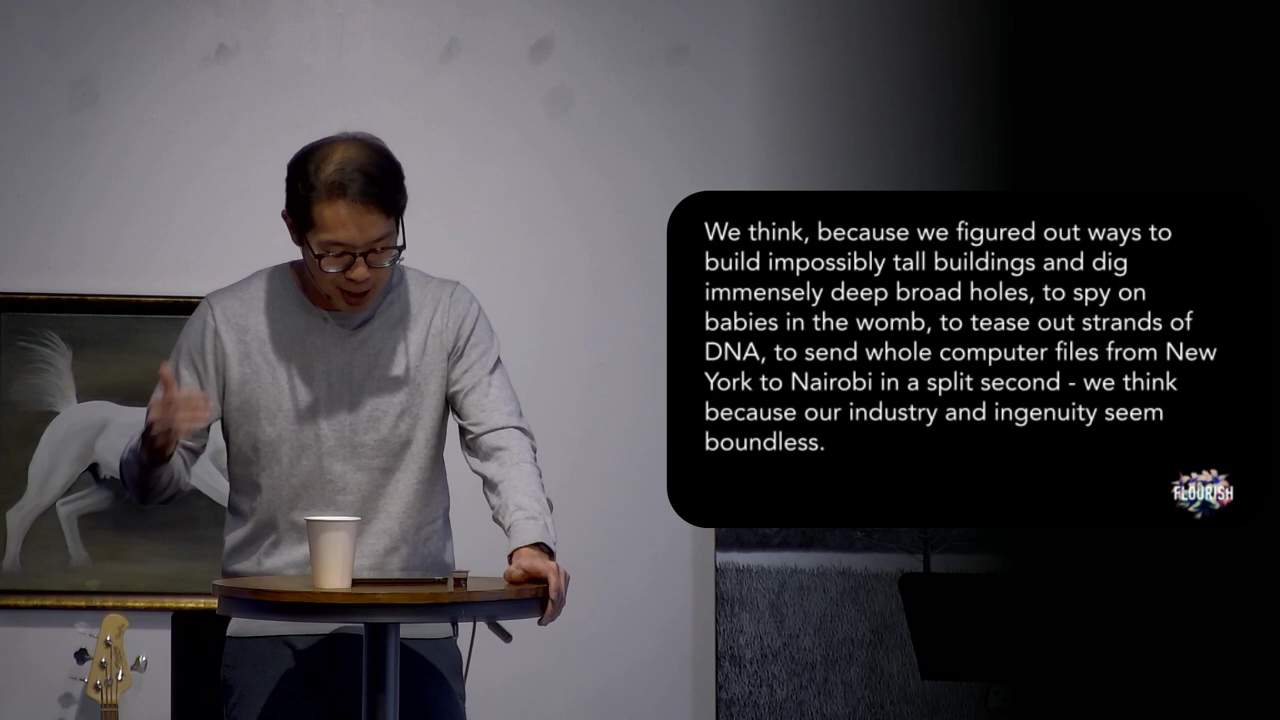 We think, because we figured out ways to
build impossibly tall buildings and dig
immensely deep broad holes, to spy on
babies in the womb, to tease out strands of
DNA, to send whole computer files from New
York to Nairobi in a split second - we think
because our industry and ingenuity seem
boundless.
FLOURISH